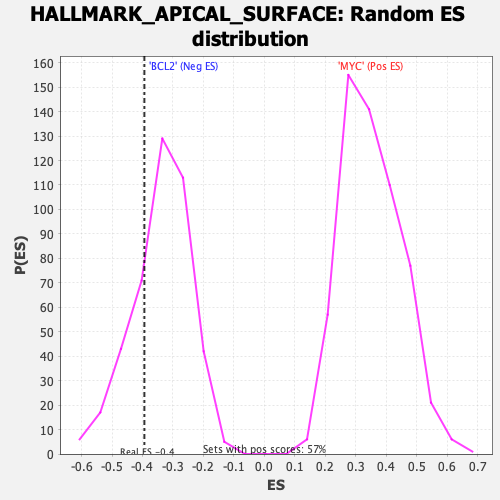 HALLMARK_APICAL_SURFACE: Random ES
distribution
'BCL2' (Neg ES)
'MYC' (Pos ES)
160
150
140
130
120
110
100
90
80
70
60
50
40
30
20
10
0
P(ES)
Real ES -0.4
Sets with pos scores: 57%
-0.6 -0.5 -0.4 -0.3 -0.2 -0.1 0.0 0.1 0.2 0.3 0.4 0.5 0.6 0.7
ES